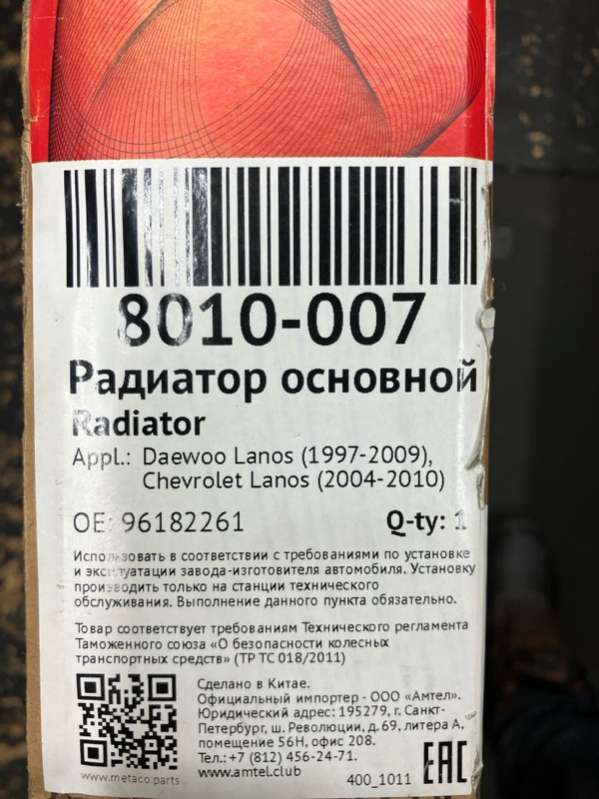 8010-007
Радиатор основной
Radiator
Appl.: Daewoo Lanos (1997-2009),
Chevrolet Lanos (2004-2010)
OE: 96182261 Q-ty: 1
Использовать в соответствии с требованиями по установке
и эксплуатации завода-изготовителя автомобиля. Установку
производить только на станции технического
обслуживания. Выполнение данного пункта обязательно.
Товар соответствует требованиям Технического регламента
Таможенного союза «О безопасности колесных
транспортных средств» (ТР ТС 018/2011)
Сделано в Китае.
Официальный импортер - ООО «Амтел».
Юридический адрес: 195279, г. Санкт-
Петербург, ш. Революции, д. 69, литера А,
помещение 56Н, офис 208.
Тел.: +7 (812) 456-24-71.
www.metaco.parts www.amtel.club
400_1011 EAC